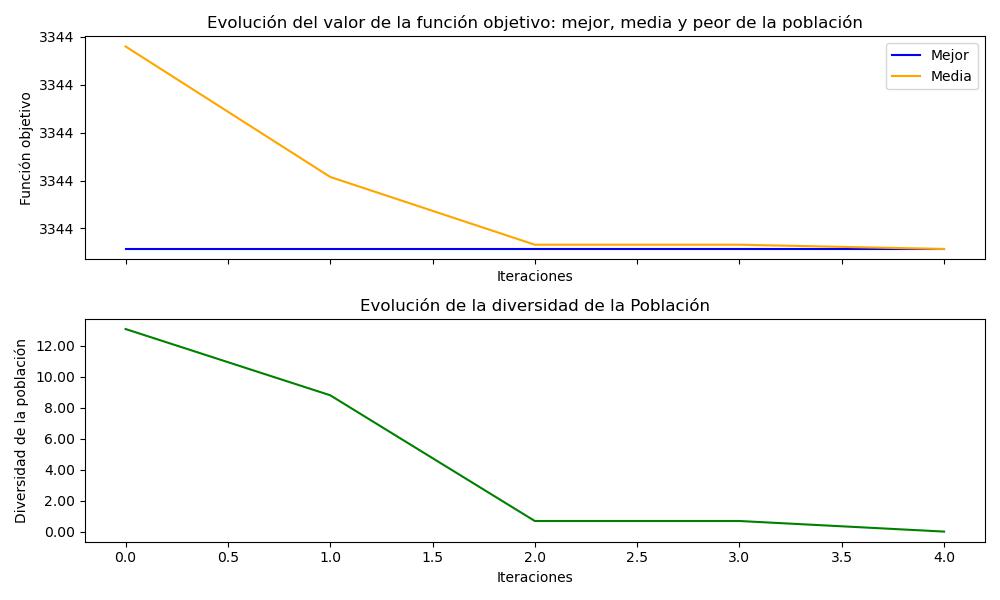 Evolución del valor de la función objetivo: mejor, media y peor de la población
3344
3344
3344
3344
3344
Función objetivo
Mejor
Media
Iteraciones
Evolución de la diversidad de la Población
12.00
10.00
8.00
6.00
4.00
2.00
0.00
Diversidad de la población
0.0 0.5 1.0 1.5 2.0 2.5 3.0 3.5 4.0
Iteraciones